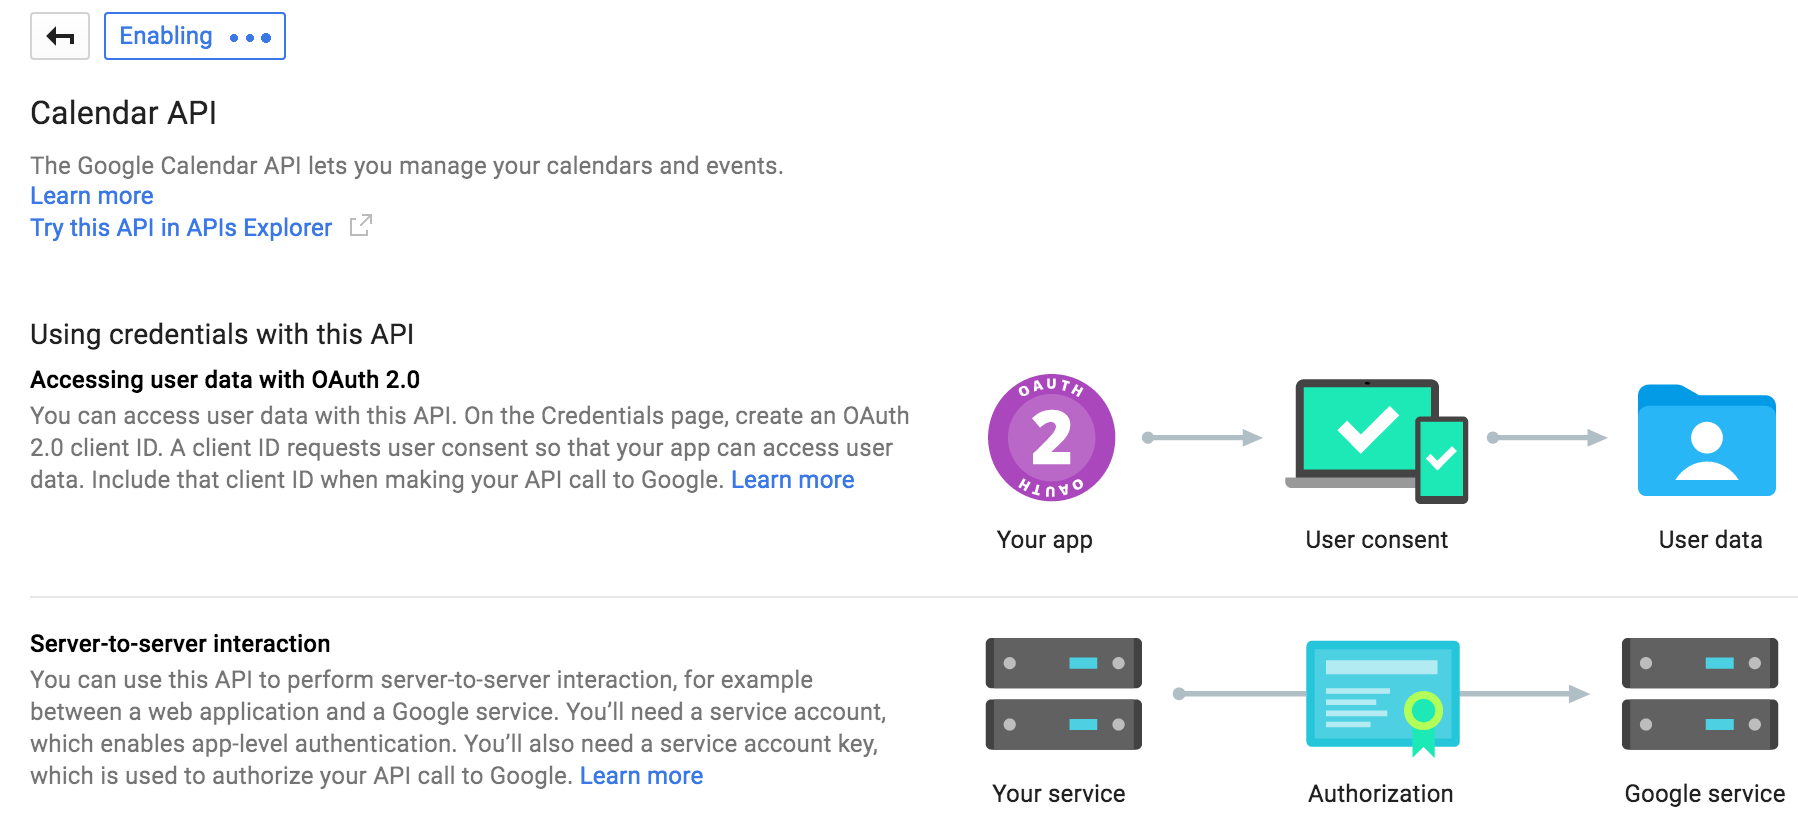 Enabling
Calendar API
The Google Calendar API lets you manage your calendars and events.
Learn more
Try this API in APIs Explorer
Using credentials with this API
Accessing user data with OAuth 2.0
You can access user data with this API. On the Credentials page, create an OAuth
2.0 client ID. A client ID requests user consent so that your app can access user
data. Include that client ID when making your API call to Google. Learn more
OAUTH
2
OAUTH
Your app
User consent
User data
Server-to-server interaction
You can use this API to perform server-to-server interaction, for example
between a web application and a Google service. You’ll need a service account,
which enables app-level authentication. You’ll also need a service account key,
which is used to authorize your API call to Google. Learn more
Your service
Authorization
Google service